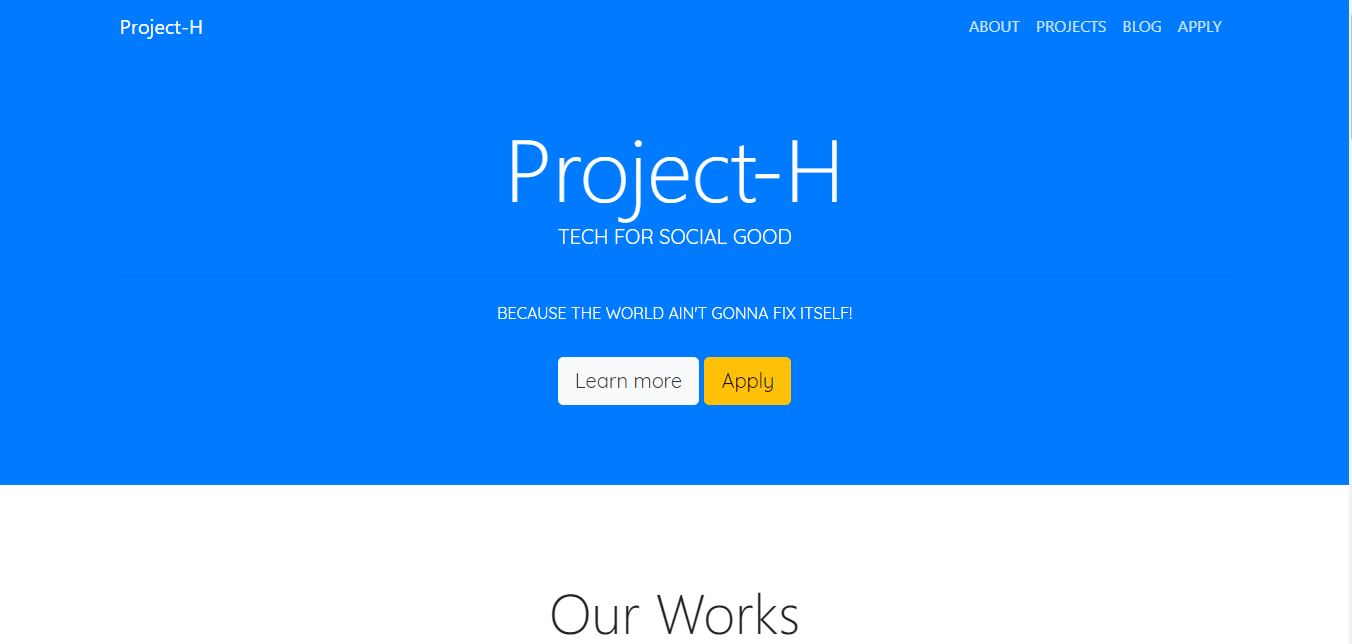 Project-H
ABOUT PROJECTS BLOG APPLY
Project-H
TECH FOR SOCIAL GOOD
BECAUSE THE WORLD AIN'T GONNA FIX ITSELF!
Learn more Apply
Our Works